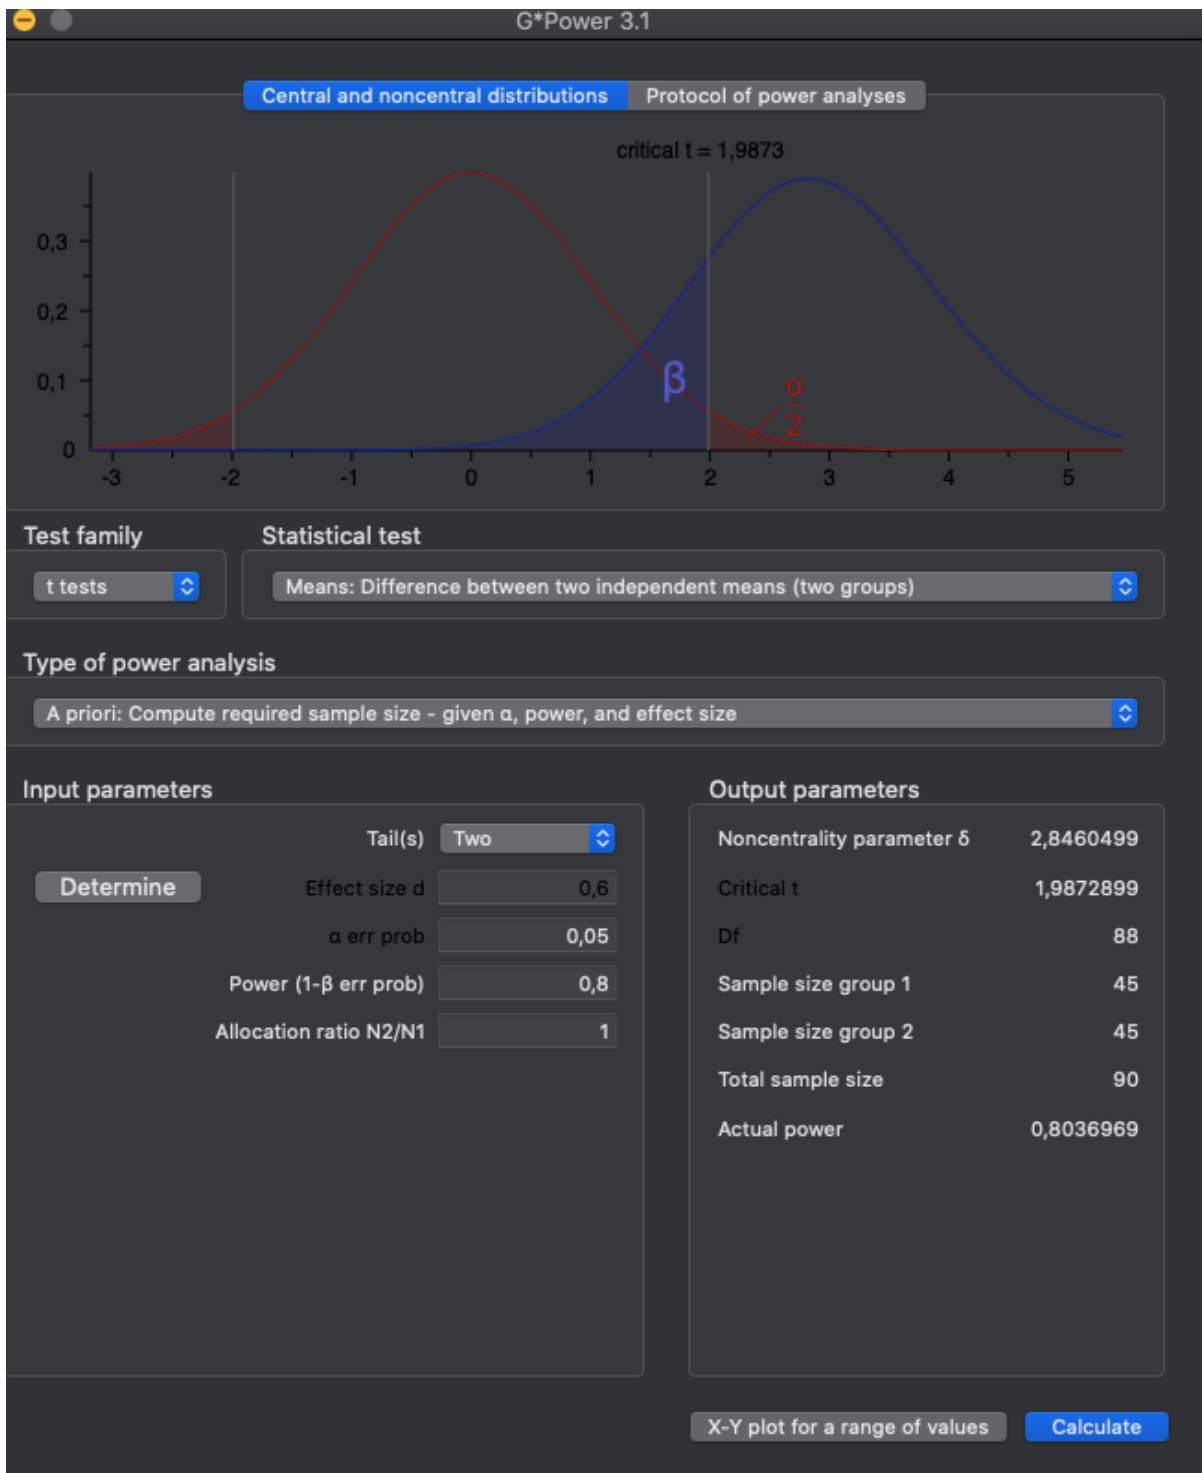 G*Power 3.1
Central and noncentral distributions Protocol of power analyses
critical t = 1,9873
0,3
0,2
0,1
0
β
α
2
-3 -2 -1 0 1 2 3 4 5
Test family Statistical test
t tests Means: Difference between two independent means (two groups)
Type of power analysis
A priori: Compute required sample size - given α, power, and effect size
Input parameters
Tail(s) Two
Determine Effect size d 0,6
α err prob 0,05
Power (1-β err prob) 0,8
Allocation ratio N2/N1 1
Output parameters
Noncentrality parameter δ 2,8460499
Critical t 1,9872899
Df 88
Sample size group 1 45
Sample size group 2 45
Total sample size 90
Actual power 0,8036969
X-Y plot for a range of values Calculate